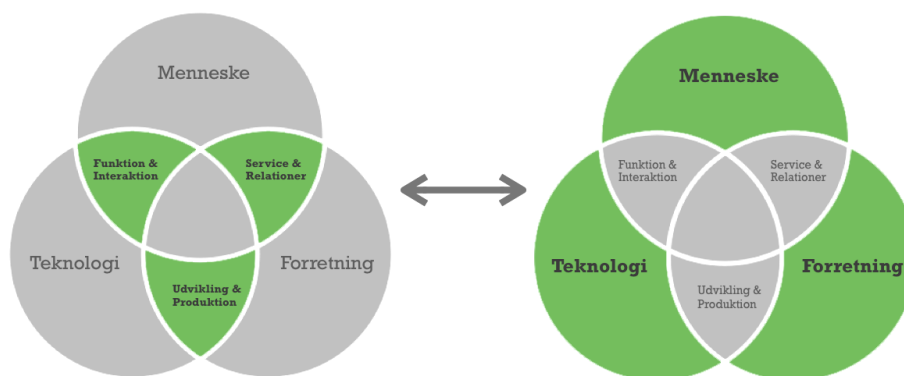 Menneske
Funktion &
Interaktion
Service &
Relationer
Teknologi
Forretning
Udvikling &
Produktion
Menneske
Funktion &
Interaktion
Service &
Relationer
Teknologi
Forretning
Udvikling &
Produktion